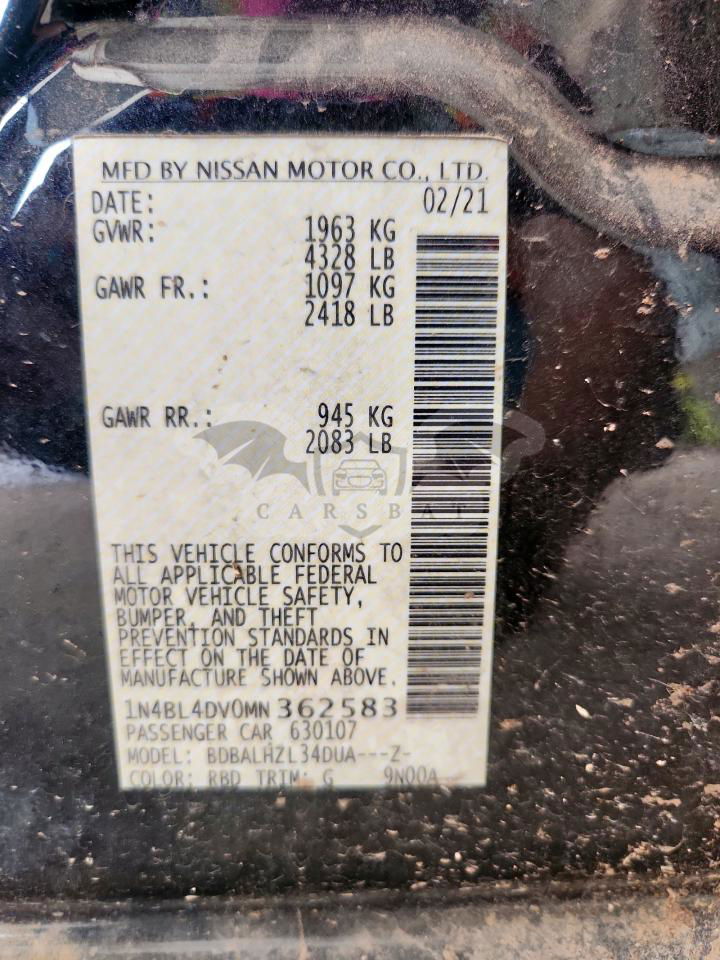 MFD BY NISSAN MOTOR CO., LTD.
DATE: 02/21
GVWR: 1963 KG
4328 LB
GAWR FR.: 1097 KG
2418 LB
GAWR RR.: 945 KG
2083 LB
CARSBAT
THIS VEHICLE CONFORMS TO
ALL APPLICABLE FEDERAL
MOTOR VEHICLE SAFETY,
BUMPER, AND THEFT
PREVENTION STANDARDS IN
EFFECT ON THE DATE OF
MANUFACTURE SHOWN ABOVE.
1N4BL4DV0MN362583
PASSENGER CAR 630107
MODEL: BDBALHZL34DUA---Z-
COLOR: RBD TRIM: G 9N00A